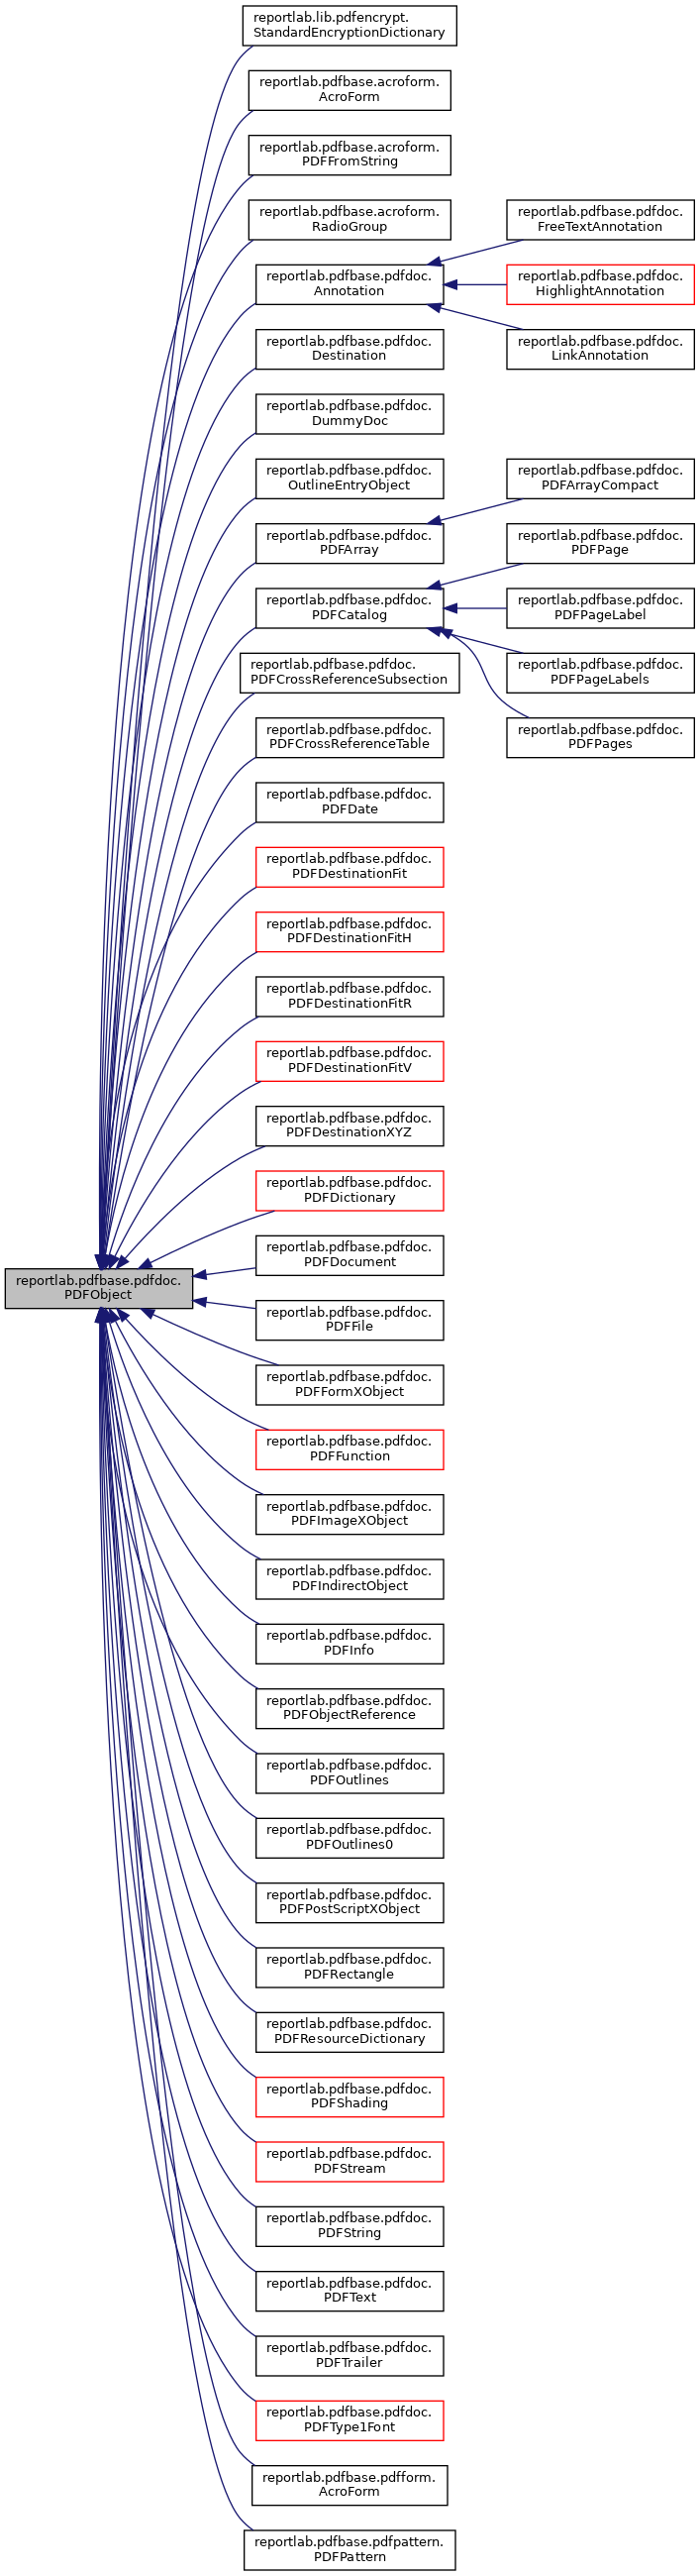 reportlab.lib.pdfencrypt.
StandardEncryptionDictionary
reportlab.pdfbase.acroform.
AcroForm
reportlab.pdfbase.acroform.
PDFFromString
reportlab.pdfbase.acroform.
RadioGroup
reportlab.pdfbase.pdfdoc.
FreeTextAnnotation
reportlab.pdfbase.pdfdoc.
Annotation
reportlab.pdfbase.pdfdoc.
HighlightAnnotation
reportlab.pdfbase.pdfdoc.
LinkAnnotation
reportlab.pdfbase.pdfdoc.
Destination
reportlab.pdfbase.pdfdoc.
DummyDoc
reportlab.pdfbase.pdfdoc.
OutlineEntryObject
reportlab.pdfbase.pdfdoc.
PDFArrayCompact
reportlab.pdfbase.pdfdoc.
PDFArray
reportlab.pdfbase.pdfdoc.
PDFPage
reportlab.pdfbase.pdfdoc.
PDFCatalog
reportlab.pdfbase.pdfdoc.
PDFPageLabel
reportlab.pdfbase.pdfdoc.
PDFCrossReferenceSubsection
reportlab.pdfbase.pdfdoc.
PDFPageLabels
reportlab.pdfbase.pdfdoc.
PDFCrossReferenceTable
reportlab.pdfbase.pdfdoc.
PDFPages
reportlab.pdfbase.pdfdoc.
PDFDate
reportlab.pdfbase.pdfdoc.
PDFDestinationFit
reportlab.pdfbase.pdfdoc.
PDFDestinationFitH
reportlab.pdfbase.pdfdoc.
PDFDestinationFitR
reportlab.pdfbase.pdfdoc.
PDFDestinationFitV
reportlab.pdfbase.pdfdoc.
PDFDestinationXYZ
reportlab.pdfbase.pdfdoc.
PDFDictionary
reportlab.pdfbase.pdfdoc.
PDFDocument
reportlab.pdfbase.pdfdoc.
PDFObject
reportlab.pdfbase.pdfdoc.
PDFFile
reportlab.pdfbase.pdfdoc.
PDFFormXObject
reportlab.pdfbase.pdfdoc.
PDFFunction
reportlab.pdfbase.pdfdoc.
PDFImageXObject
reportlab.pdfbase.pdfdoc.
PDFIndirectObject
reportlab.pdfbase.pdfdoc.
PDFInfo
reportlab.pdfbase.pdfdoc.
PDFObjectReference
reportlab.pdfbase.pdfdoc.
PDFOutlines
reportlab.pdfbase.pdfdoc.
PDFOutlines0
reportlab.pdfbase.pdfdoc.
PDFPostScriptXObject
reportlab.pdfbase.pdfdoc.
PDFRectangle
reportlab.pdfbase.pdfdoc.
PDFResourceDictionary
reportlab.pdfbase.pdfdoc.
PDFShading
reportlab.pdfbase.pdfdoc.
PDFStream
reportlab.pdfbase.pdfdoc.
PDFString
reportlab.pdfbase.pdfdoc.
PDFText
reportlab.pdfbase.pdfdoc.
PDFTrailer
reportlab.pdfbase.pdfdoc.
PDFType1Font
reportlab.pdfbase.pdfform.
AcroForm
reportlab.pdfbase.pdfpattern.
PDFPattern